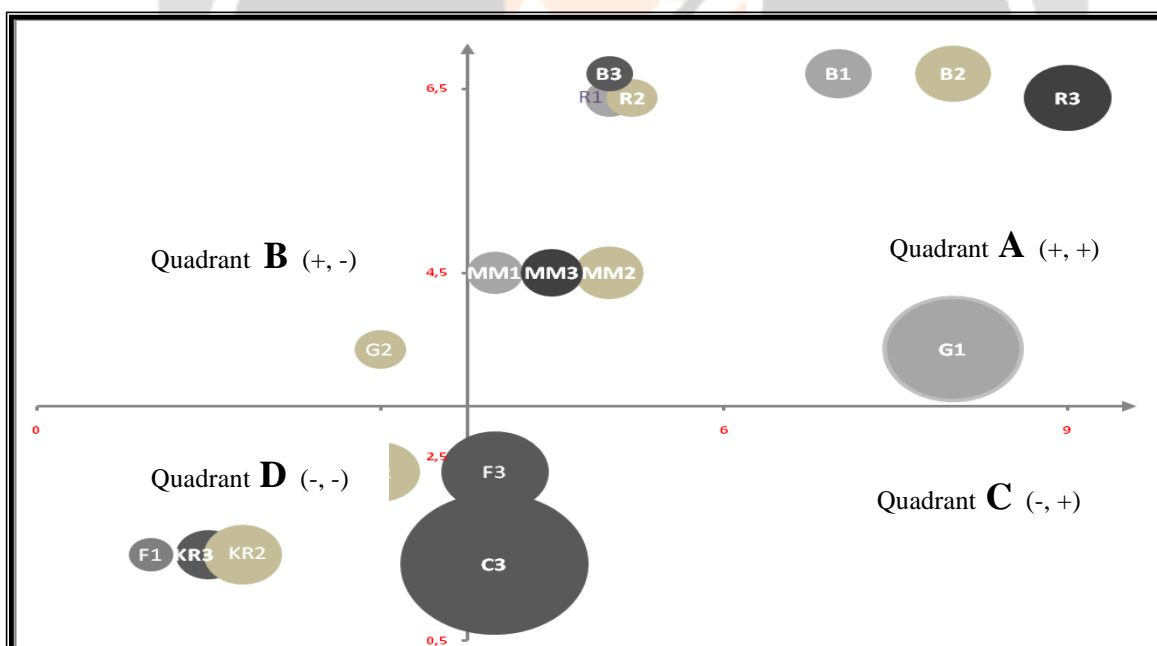 B3 B1 B2
6,5 R1 R2 R3
Quadrant B (+, -) Quadrant A (+, +)
4,5 MM1 MM3 MM2
G2 G1
0 6 9
2,5 F3
Quadrant D (-, -) Quadrant C (-, +)
F1 KR3 KR2 C3
0,5